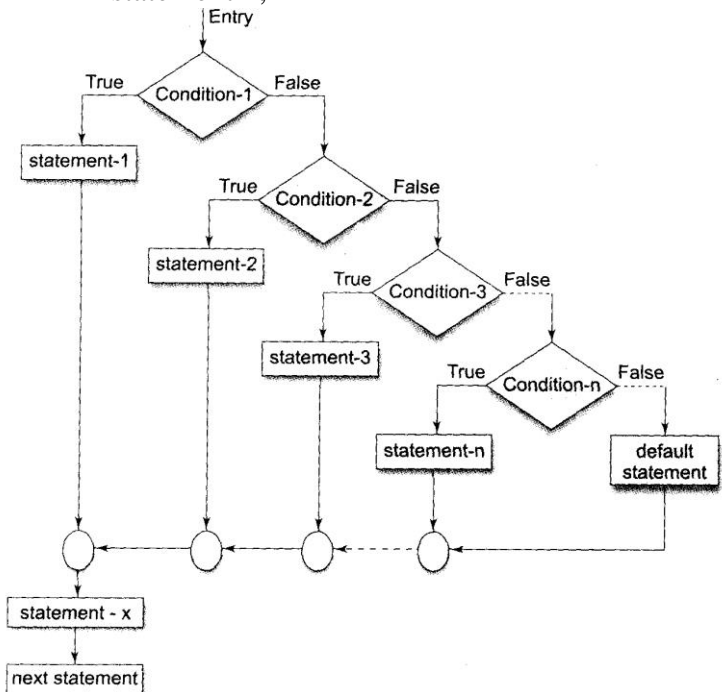 Entry
True
Condition-1
False
statement-1
True
Condition-2
False
statement-2
True
Condition-3
False
statement-3
True
Condition-n
False
statement-n
default
statement
statement - x
next statement